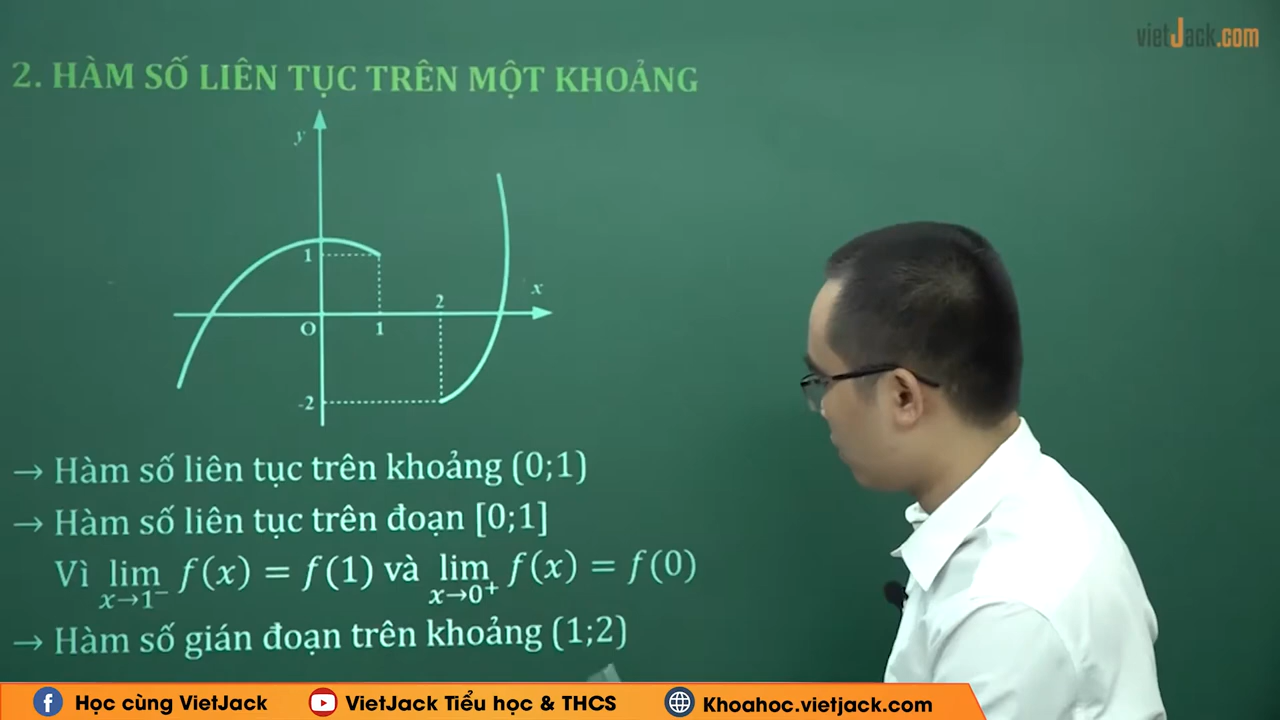 vietJack.com
2. HÀM SỐ LIÊN TỤC TRÊN MỘT KHOẢNG
y
1
2
x
O
1
-2
→ Hàm số liên tục trên khoảng (0;1)
→ Hàm số liên tục trên đoạn [0;1]
Vì lim x→1⁻ f(x) = f(1) và lim x→0⁺ f(x) = f(0)
→ Hàm số gián đoạn trên khoảng (1;2)
Học cùng VietJack VietJack Tiểu học & THCS Khoahoc.vietjack.com